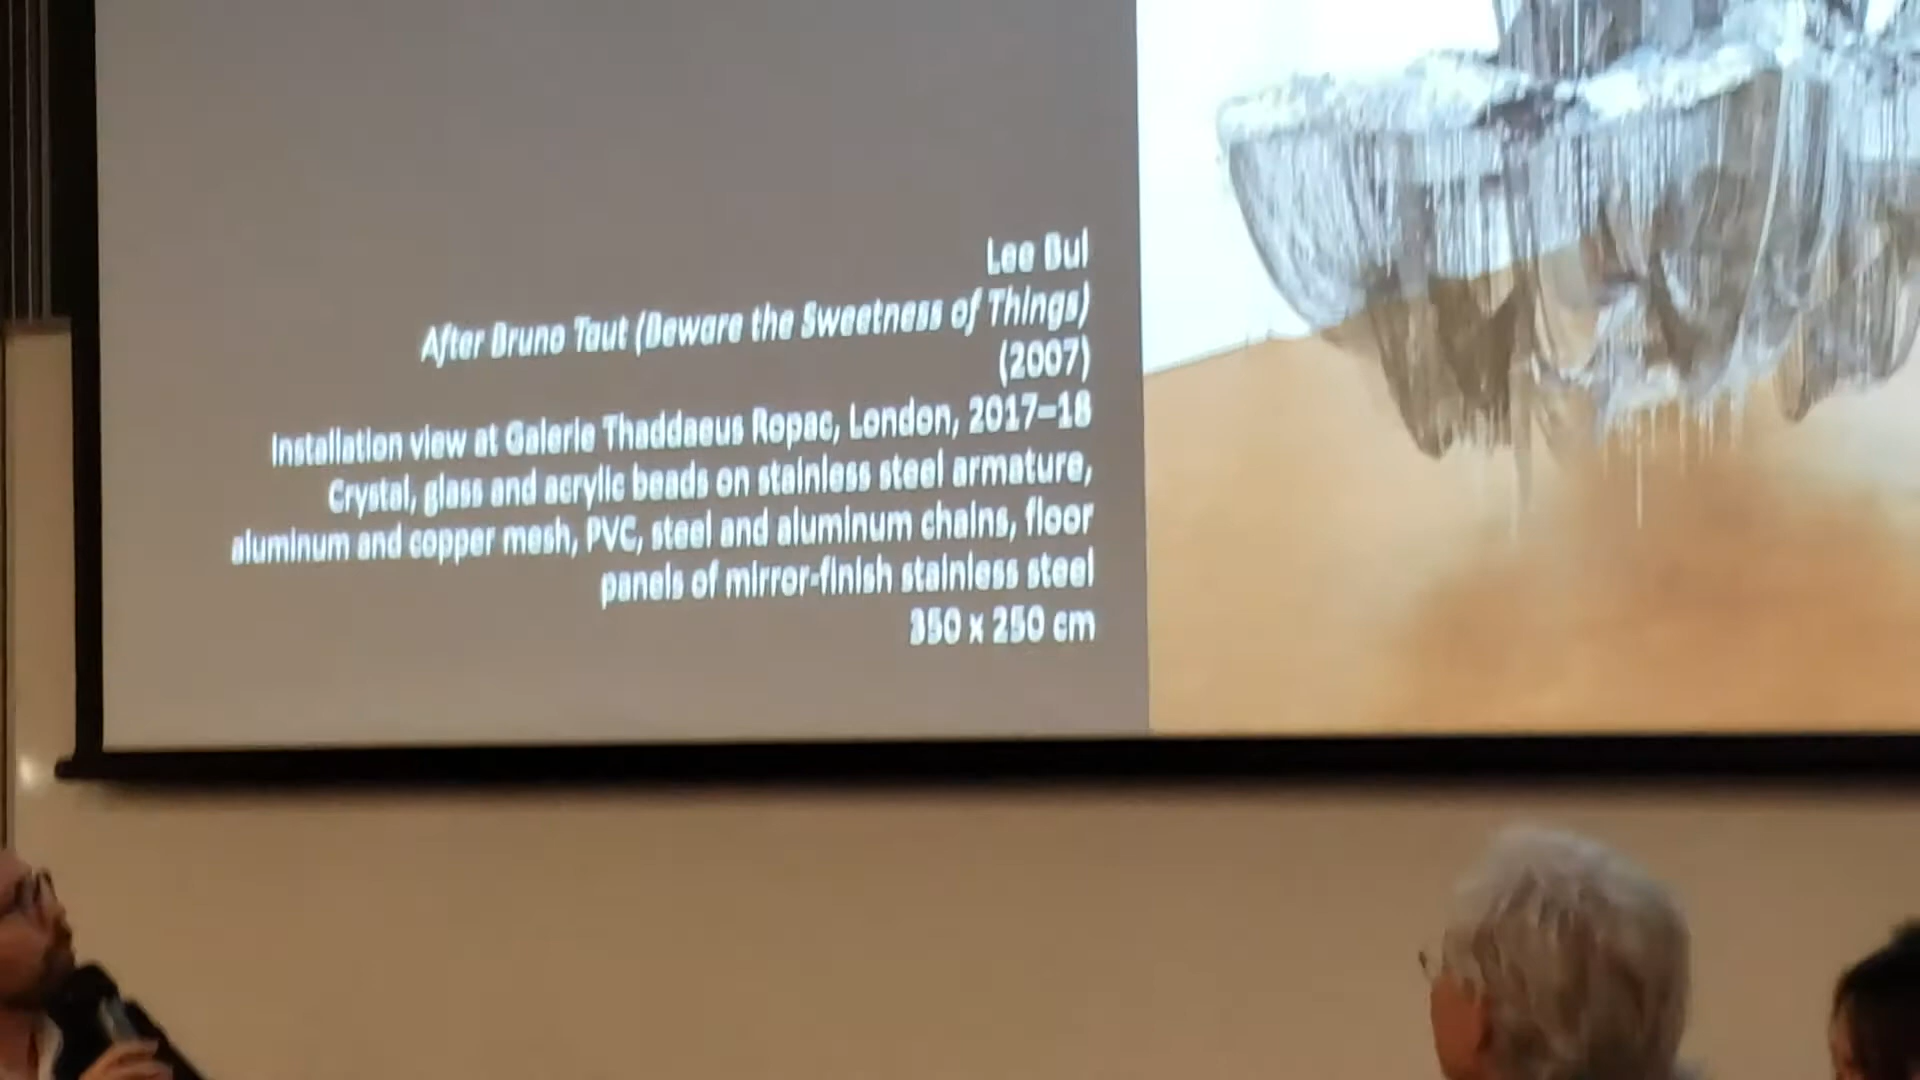 Lee Bul
After Bruno Taut (Beware the Sweetness of Things)
(2007)
Installation view at Galerie Thaddaeus Ropac, London, 2017–18
Crystal, glass and acrylic beads on stainless steel armature,
aluminum and copper mesh, PVC, steel and aluminum chains, floor
panels of mirror-finish stainless steel
350 x 250 cm